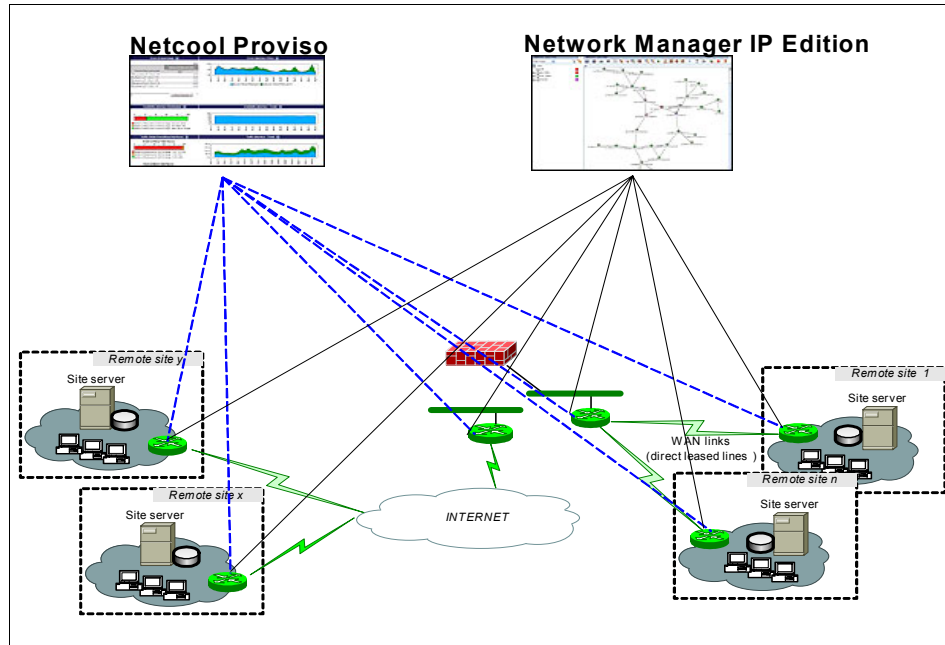 Netcool Proviso
Network Manager IP Edition
Remote site y
Site server
Remote site 1
Site server
WAN links
(direct leased lines )
Remote site x
Site server
INTERNET
Remote site n
Site server